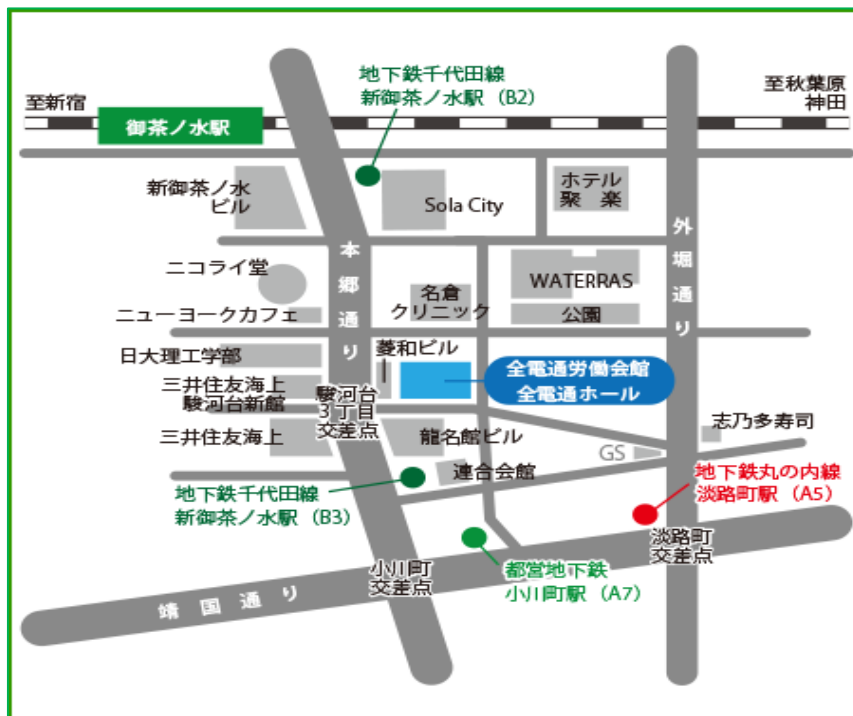 地下鉄千代田線
新御茶ノ水駅（B2）
至新宿
至秋葉原
神田
御茶ノ水駅
新御茶ノ水
ビル
Sola City
ホテル
聚楽
本郷通り
外堀通り
ニコライ堂
名倉
クリニック
WATERRAS
ニューヨークカフェ
公園
日大理工学部
菱和ビル
全電通労働会館
全電通ホール
三井住友海上
駿河台新館
駿河台
3丁目
交差点
三井住友海上
龍名館ビル
志乃多寿司
GS
連合会館
地下鉄丸の内線
淡路町駅（A5）
地下鉄千代田線
新御茶ノ水駅（B3）
淡路町
交差点
小川町
交差点
都営地下鉄
小川町駅（A7）
靖国通り